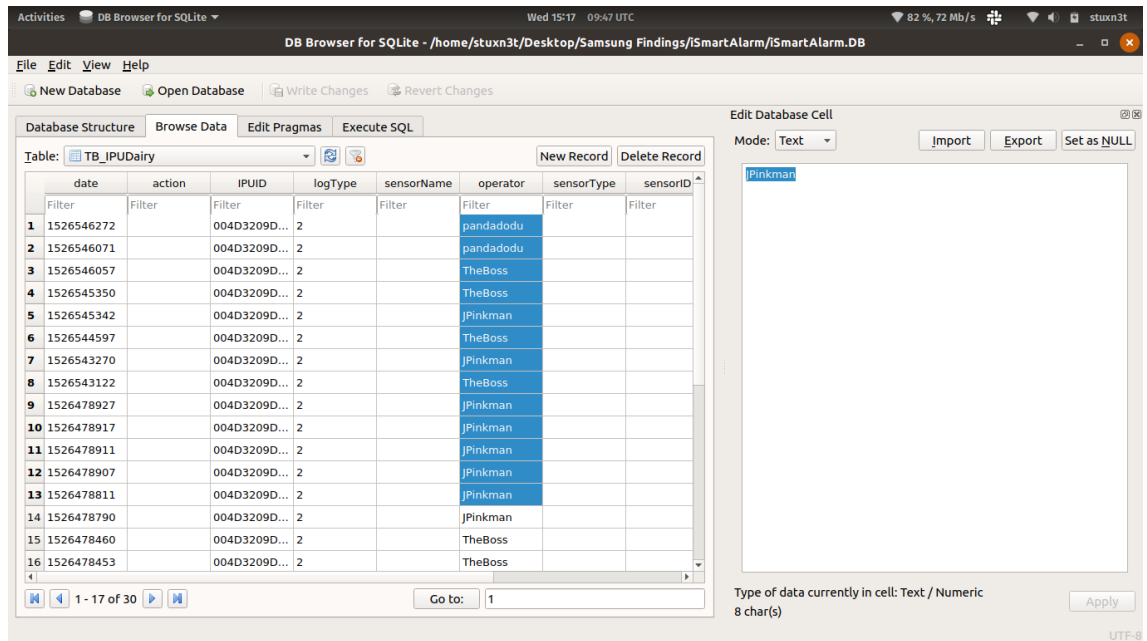 Activities DB Browser for SQLite Wed 15:17 09:47 UTC 82 %, 72 Mb/s stuxn3t
DB Browser for SQLite - /home/stuxn3t/Desktop/Samsung Findings/iSmartAlarm/iSmartAlarm.DB
File Edit View Help
New Database Open Database Write Changes Revert Changes
Database Structure Browse Data Edit Pragmas Execute SQL
Table: TB_IPUDairy New Record Delete Record
date action IPUID logType sensorName operator sensorType sensorID
Filter Filter Filter Filter Filter Filter Filter Filter
1 1526546272 004D3209D... 2 pandadodu
2 1526546071 004D3209D... 2 pandadodu
3 1526546057 004D3209D... 2 TheBoss
4 1526545350 004D3209D... 2 TheBoss
5 1526545342 004D3209D... 2 JPinkman
6 1526544597 004D3209D... 2 TheBoss
7 1526543270 004D3209D... 2 JPinkman
8 1526543122 004D3209D... 2 TheBoss
9 1526478927 004D3209D... 2 JPinkman
10 1526478917 004D3209D... 2 JPinkman
11 1526478911 004D3209D... 2 JPinkman
12 1526478907 004D3209D... 2 JPinkman
13 1526478811 004D3209D... 2 JPinkman
14 1526478790 004D3209D... 2 JPinkman
15 1526478460 004D3209D... 2 TheBoss
16 1526478453 004D3209D... 2 TheBoss
1 - 17 of 30 Go to: 1
Edit Database Cell
Mode: Text Import Export Set as NULL
JPinkman
Type of data currently in cell: Text / Numeric
8 char(s)
Apply
UTF-8